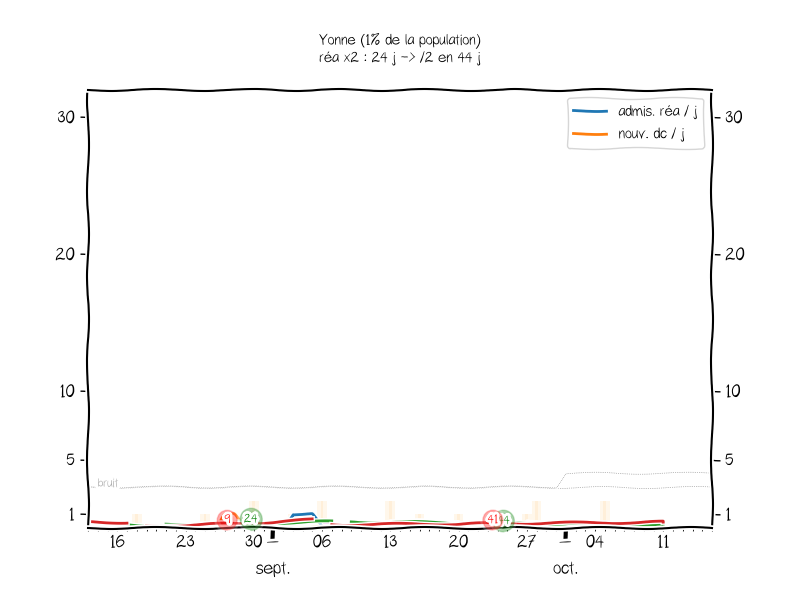 Yonne (1% de la population)
réa x2 : 24 j -> /2 en 44 j
admis. réa / j
nouv. dc / j
30 30
20 20
10 10
5 5
bruit
1 1
9 24 41
16 23 30 06 13 20 27 04 11
sept. oct.